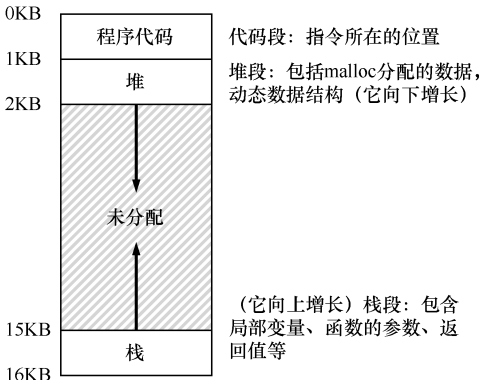 0KB
程序代码
代码段：指令所在的位置
1KB
堆
堆段：包括malloc分配的数据，
动态数据结构（它向下增长）
2KB
未分配
（它向上增长）栈段：包含
局部变量、函数的参数、返
回值等
15KB
栈
16KB